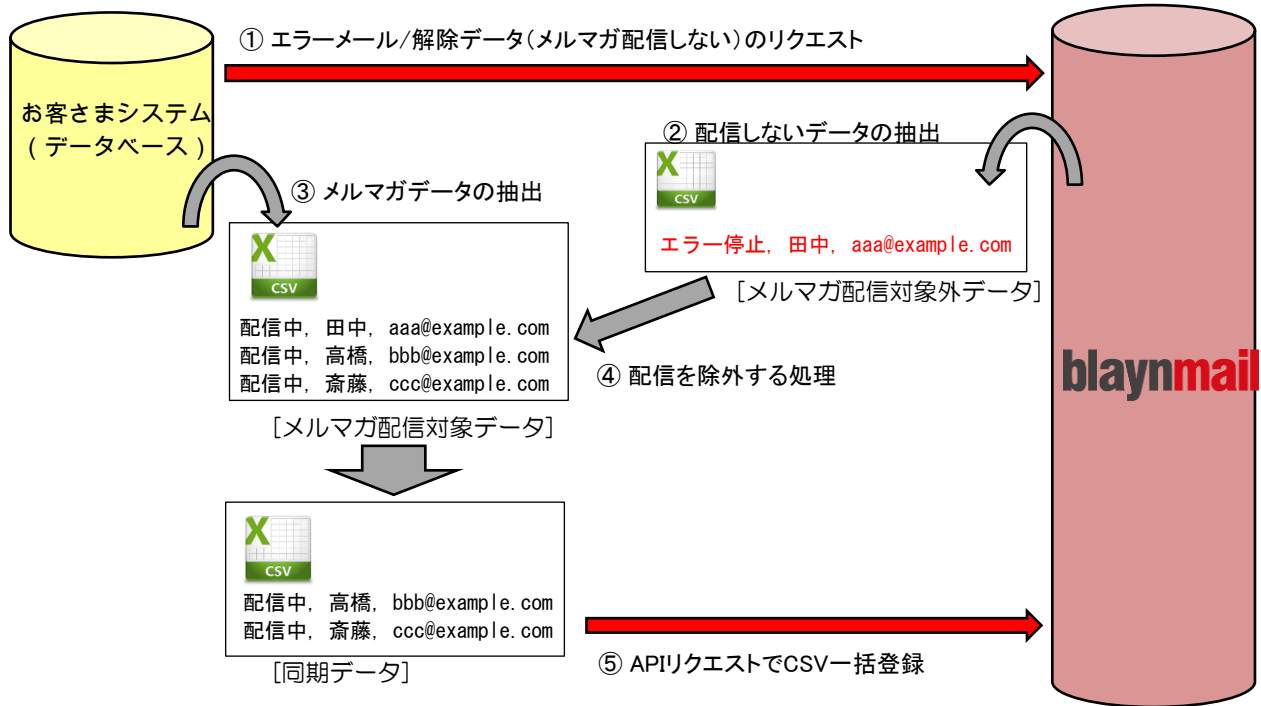 ① エラーメール/解除データ(メルマガ配信しない)のリクエスト
お客さまシステム
(データベース)
② 配信しないデータの抽出
X
CSV
エラー停止, 田中, aaa@example.com
[メルマガ配信対象外データ]
③ メルマガデータの抽出
X
CSV
配信中, 田中, aaa@example.com
配信中, 高橋, bbb@example.com
配信中, 斎藤, ccc@example.com
[メルマガ配信対象データ]
④ 配信を除外する処理
blaynmail
X
CSV
配信中, 高橋, bbb@example.com
配信中, 斎藤, ccc@example.com
[同期データ]
⑤ APIリクエストでCSV一括登録